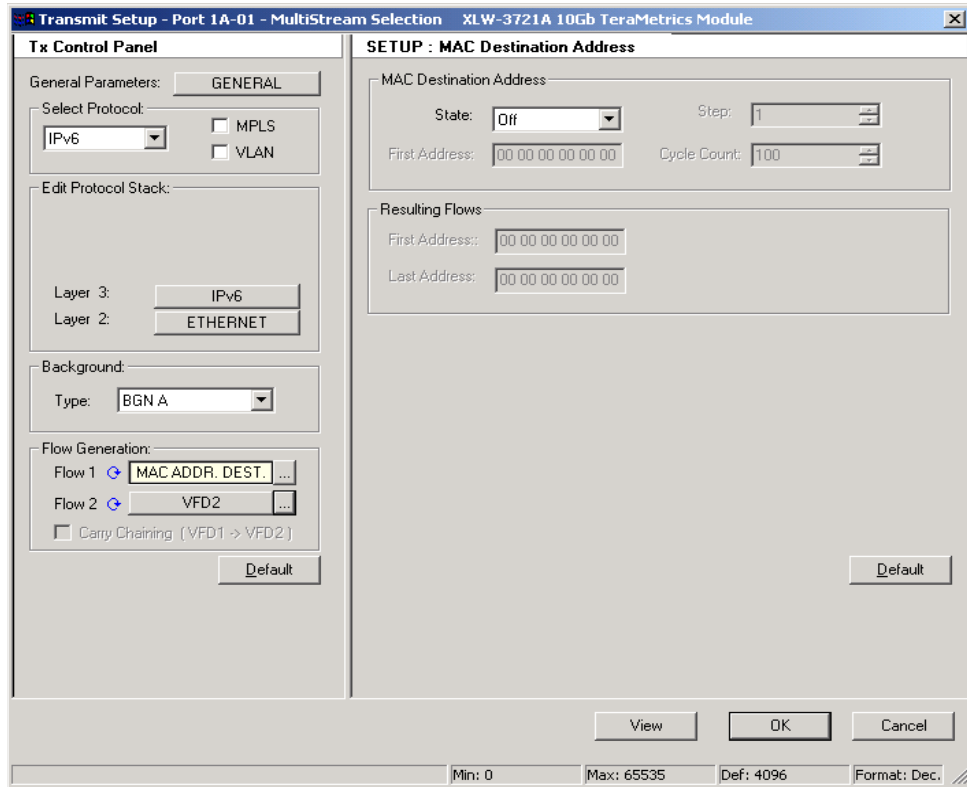 Transmit Setup - Port 1A-01 - MultiStream Selection XLW-3721A 10Gb TeraMetrics Module
Tx Control Panel
General Parameters: GENERAL
Select Protocol:
IPv6
MPLS
VLAN
Edit Protocol Stack:
Layer 3: IPv6
Layer 2: ETHERNET
Background:
Type: BGN A
Flow Generation:
Flow 1 MAC ADDR. DEST. ...
Flow 2 VFD2 ...
Carry Chaining ( VFD1 -> VFD2 )
Default
SETUP : MAC Destination Address
MAC Destination Address
State: Off Step: 1
First Address: 00 00 00 00 00 00 Cycle Count: 100
Resulting Flows
First Address:: 00 00 00 00 00 00
Last Address: 00 00 00 00 00 00
Default
View OK Cancel
Min: 0 Max: 65535 Def: 4096 Format: Dec.